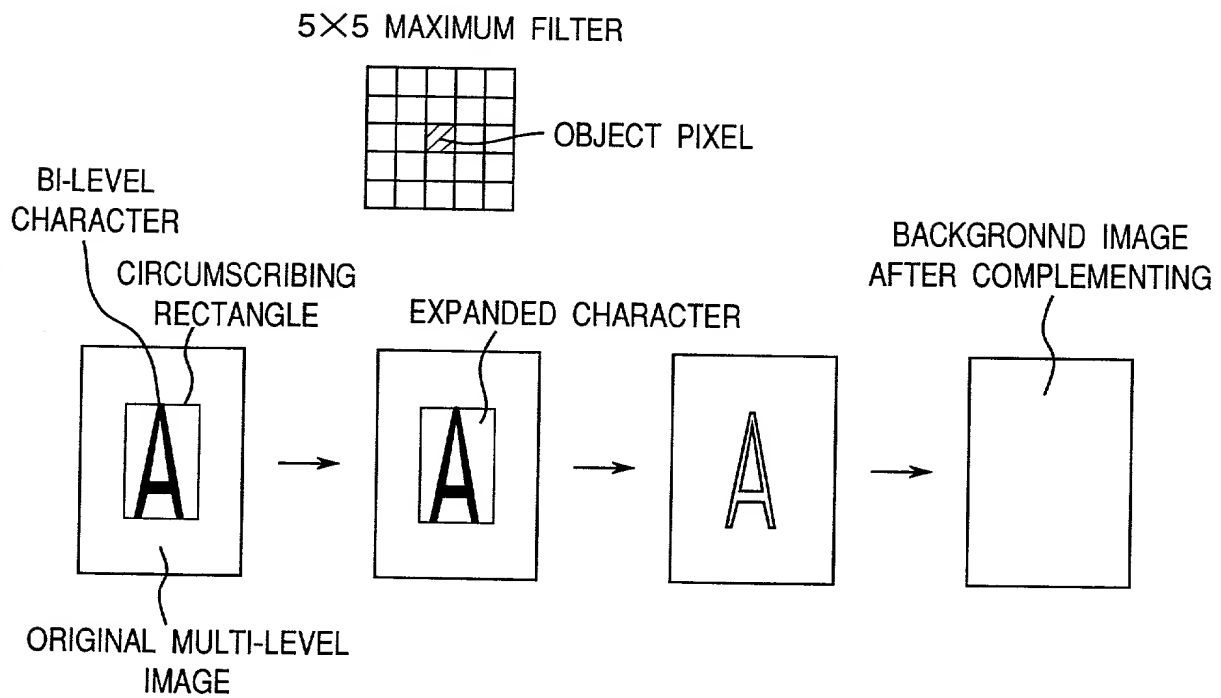 5×5 MAXIMUM FILTER
OBJECT PIXEL
BI-LEVEL
CHARACTER
CIRCUMSCRIBING
RECTANGLE
EXPANDED CHARACTER
BACKGRONND IMAGE
AFTER COMPLEMENTING
A
A
A
ORIGINAL MULTI-LEVEL
IMAGE